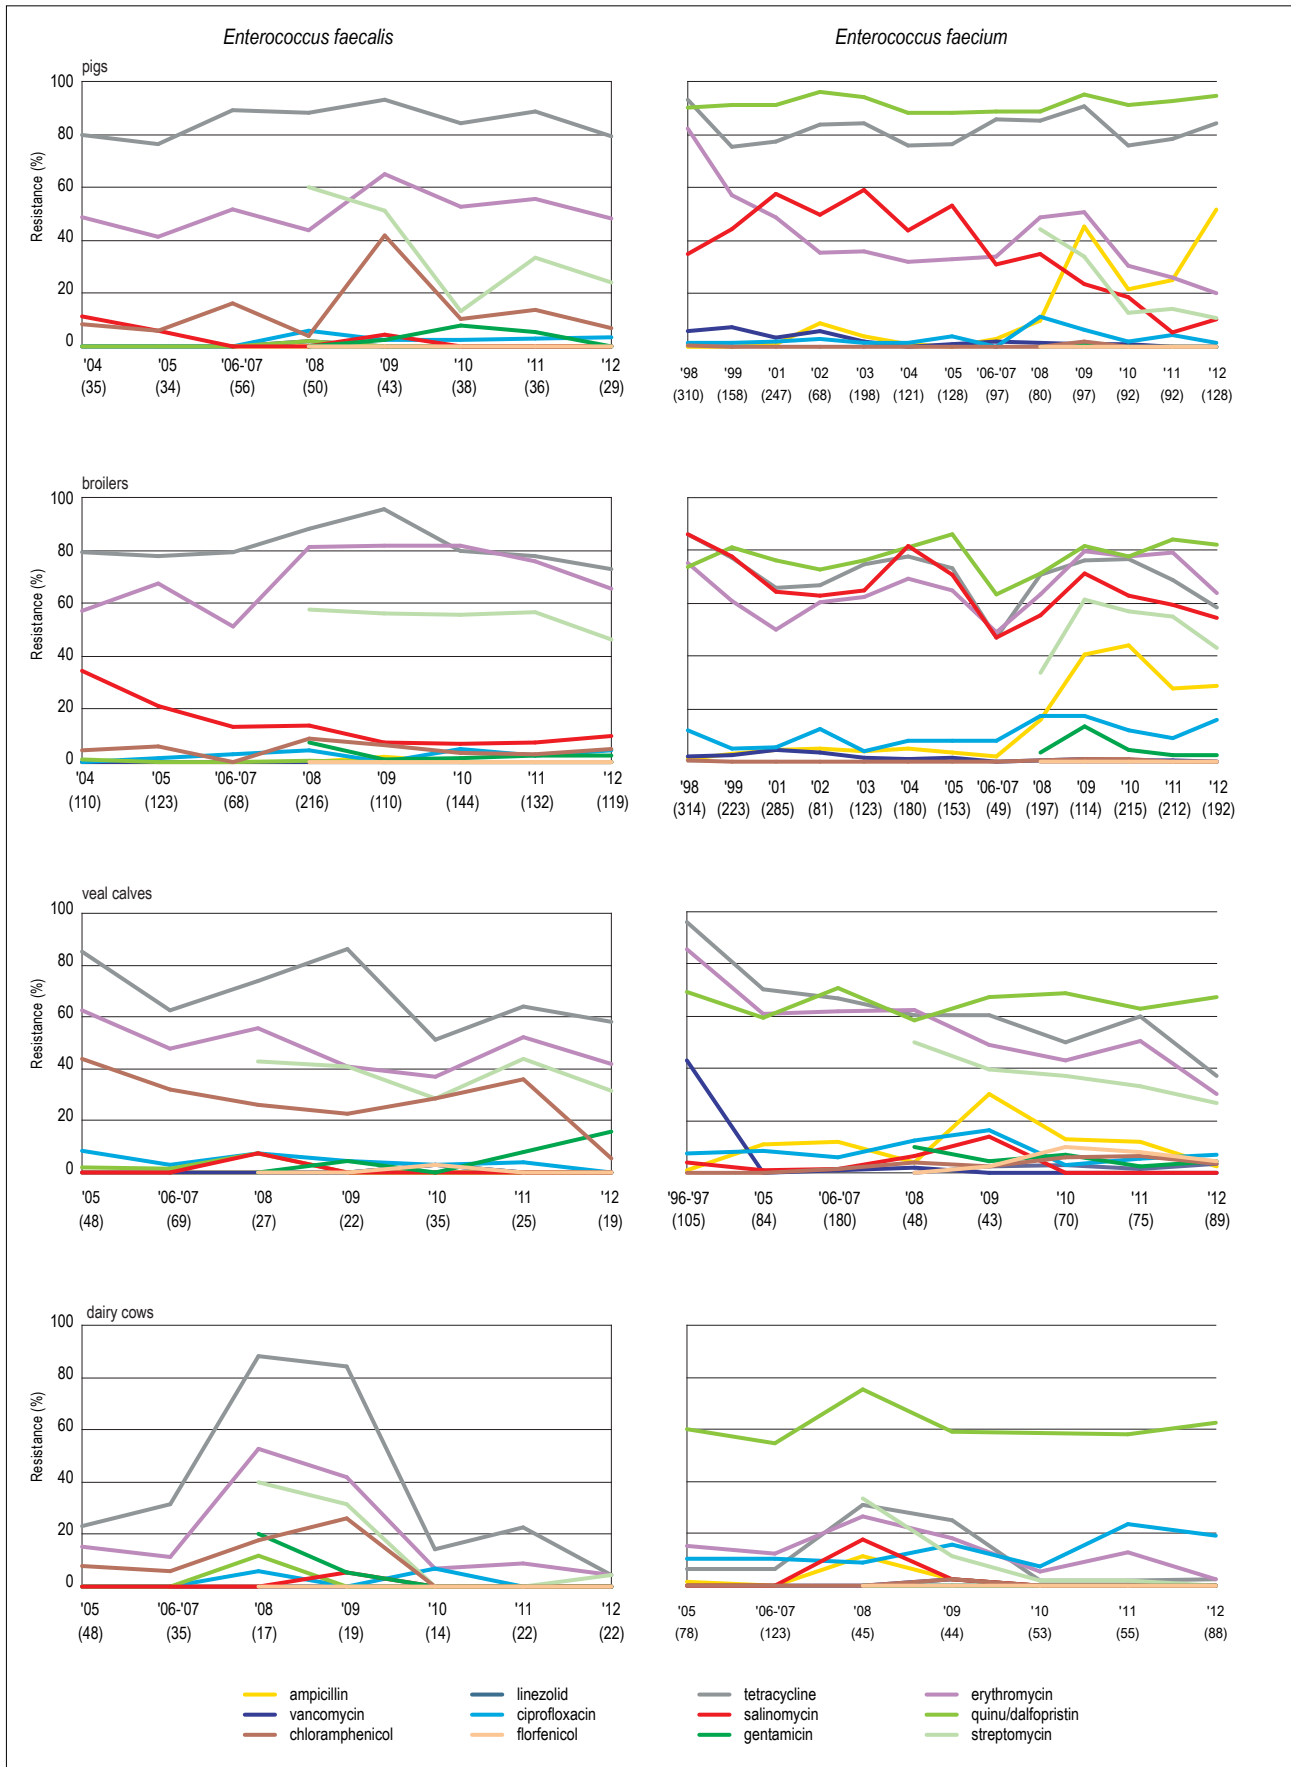 Enterococcus faecalis
Enterococcus faecium
pigs
Resistance (%)
100
80
60
40
20
0
'04 '05 '06-'07 '08 '09 '10 '11 '12
(35) (34) (56) (50) (43) (38) (36) (29)
'98 '99 '01 '02 '03 '04 '05 '06-'07 '08 '09 '10 '11 '12
(310) (158) (247) (68) (198) (121) (128) (97) (80) (97) (92) (92) (128)
broilers
Resistance (%)
100
80
60
40
20
0
'04 '05 '06-'07 '08 '09 '10 '11 '12
(110) (123) (68) (216) (110) (144) (132) (119)
'98 '99 '01 '02 '03 '04 '05 '06-'07 '08 '09 '10 '11 '12
(314) (223) (285) (81) (123) (180) (153) (49) (197) (114) (215) (212) (192)
veal calves
Resistance (%)
100
80
60
40
20
0
'05 '06-'07 '08 '09 '10 '11 '12
(48) (69) (27) (22) (35) (25) (19)
'96-'97 '05 '06-'07 '08 '09 '10 '11 '12
(105) (84) (180) (48) (43) (70) (75) (89)
dairy cows
Resistance (%)
100
80
60
40
20
0
'05 '06-'07 '08 '09 '10 '11 '12
(48) (35) (17) (19) (14) (22) (22)
'05 '06-'07 '08 '09 '10 '11 '12
(78) (123) (45) (44) (53) (55) (88)
ampicillin linezolid tetracycline erythromycin
vancomycin ciprofloxacin salinomycin quinu/dalfopristin
chloramphenicol florfenicol gentamicin streptomycin